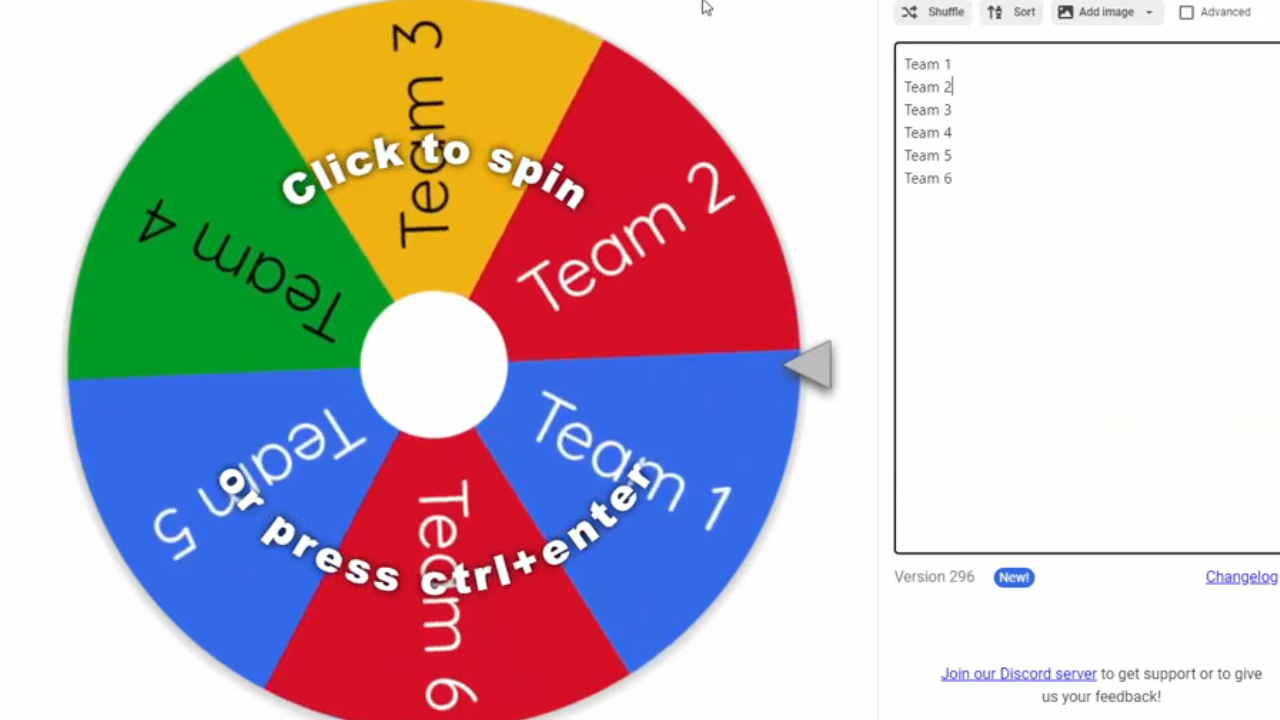 Shuffle
Sort
Add image
Advanced
Team 1
Team 2
Team 3
Team 4
Team 5
Team 6
Team 3
Team 2
Team 4
Click to spin
Team 1
Team 5
Team 6
or press ctrl+enter
Version 296
New!
Changelog
Join our Discord server to get support or to give
us your feedback!